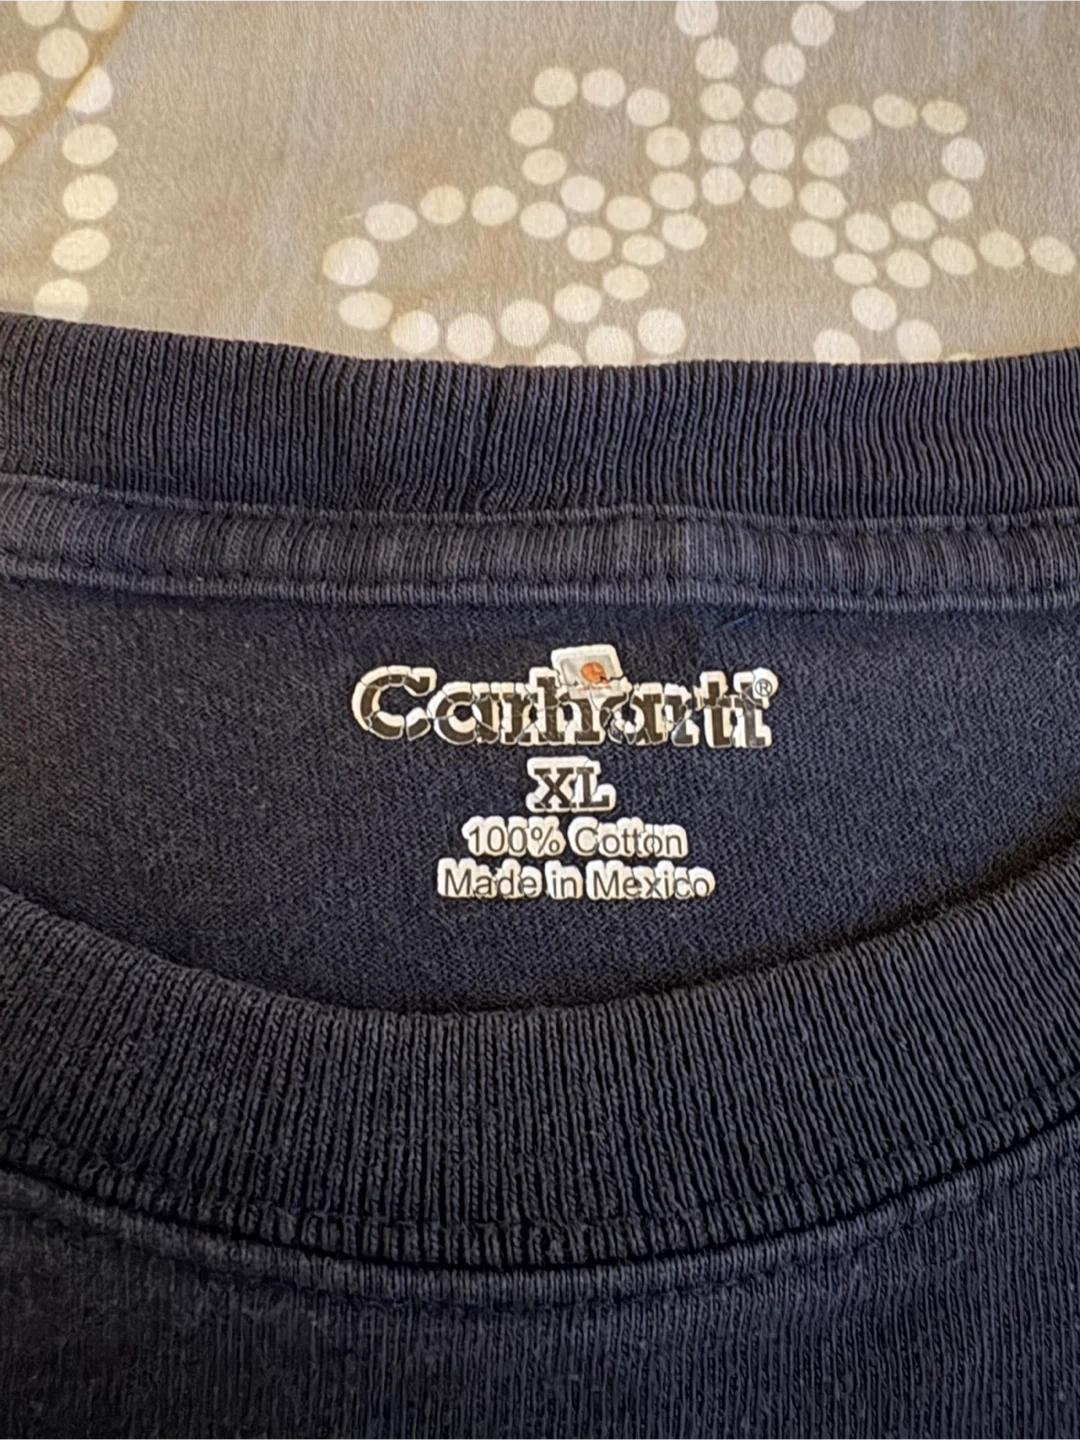 Carhartt®
XL
100% Cotton
Made in Mexico